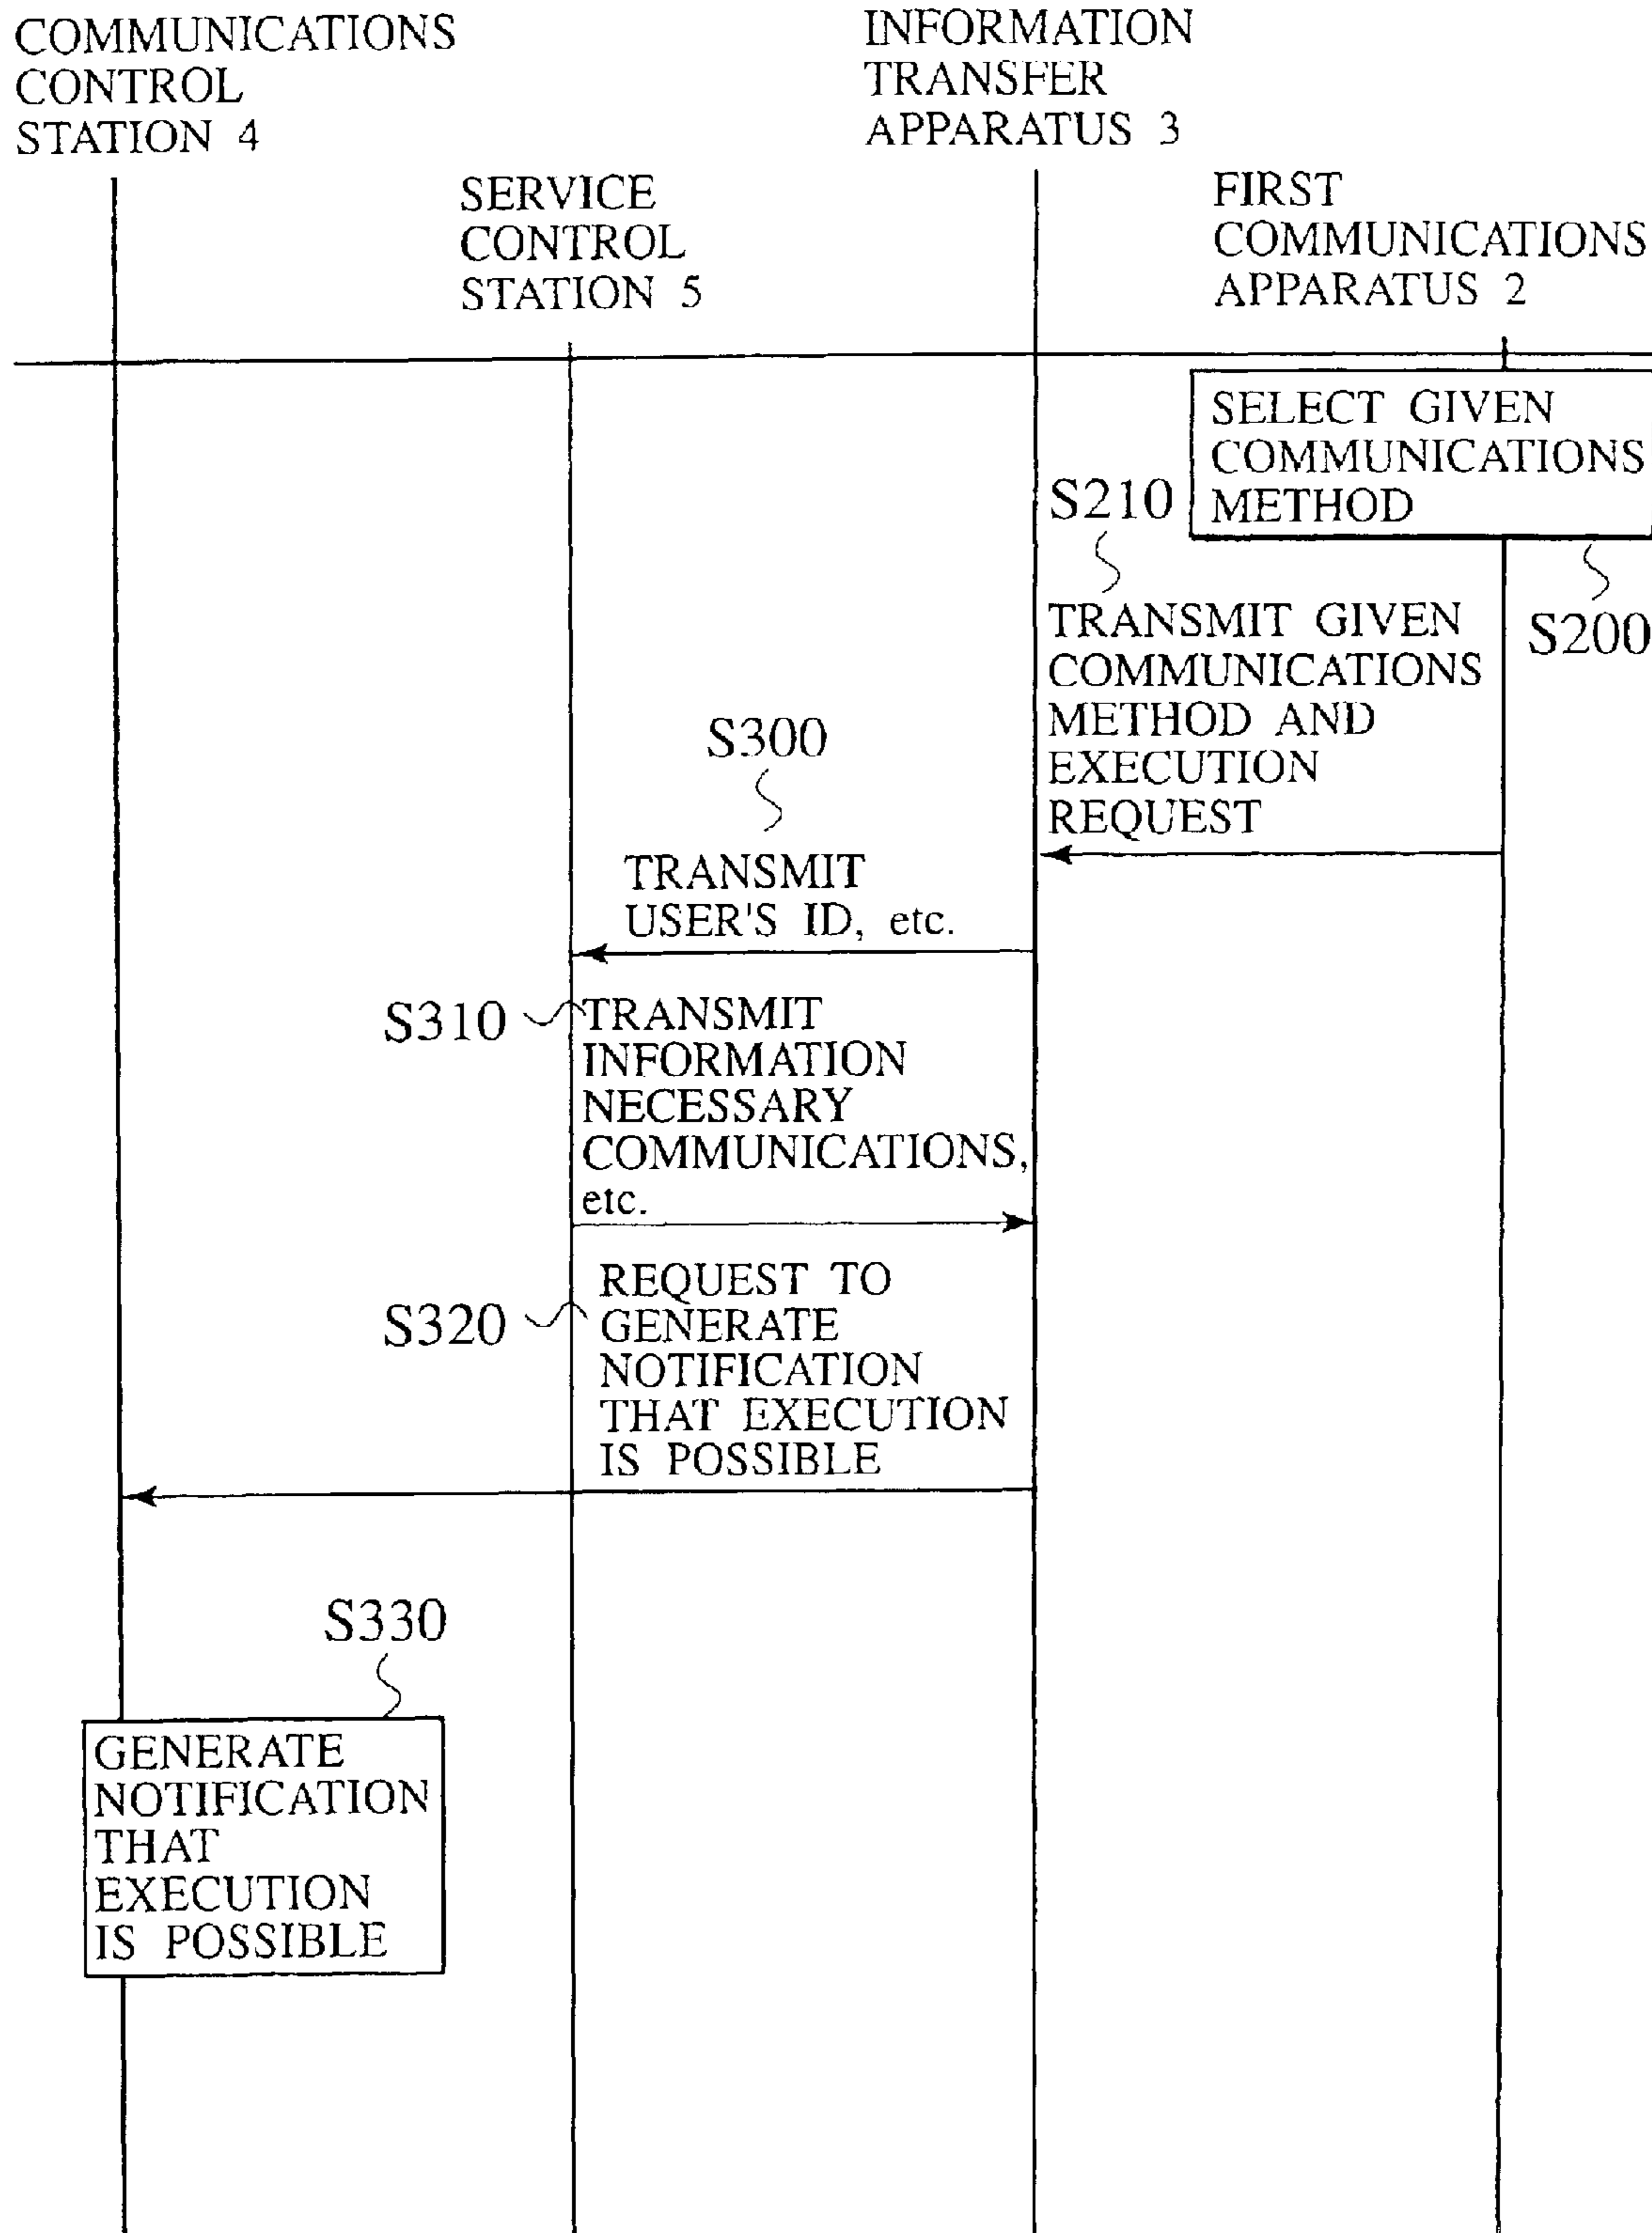 COMMUNICATIONS
CONTROL
STATION 4
INFORMATION
TRANSFER
APPARATUS 3
SERVICE
CONTROL
STATION 5
FIRST
COMMUNICATIONS
APPARATUS 2
SELECT GIVEN
COMMUNICATIONS
METHOD
S200
S210
TRANSMIT GIVEN
COMMUNICATIONS
METHOD AND
EXECUTION
REQUEST
S300
TRANSMIT
USER'S ID, etc.
S310
TRANSMIT
INFORMATION
NECESSARY
COMMUNICATIONS,
etc.
S320
REQUEST TO
GENERATE
NOTIFICATION
THAT EXECUTION
IS POSSIBLE
S330
GENERATE
NOTIFICATION
THAT
EXECUTION
IS POSSIBLE